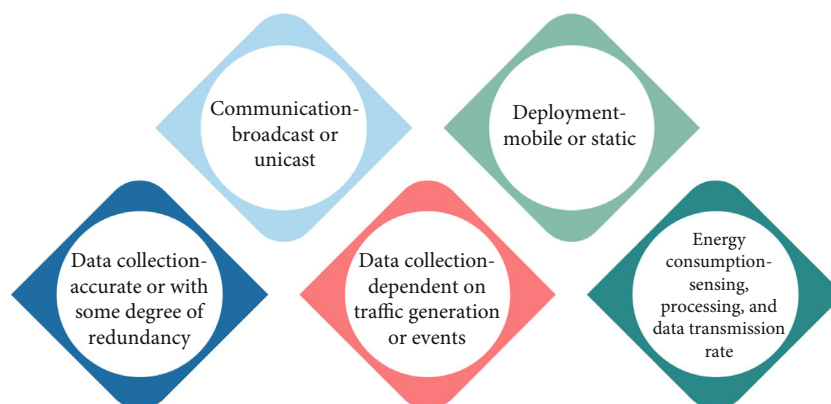 Communication-
broadcast or
unicast
Deployment-
mobile or static
Data collection-
accurate or with
some degree of
redundancy
Data collection-
dependent on
traffic generation
or events
Energy
consumption-
sensing,
processing, and
data transmission
rate